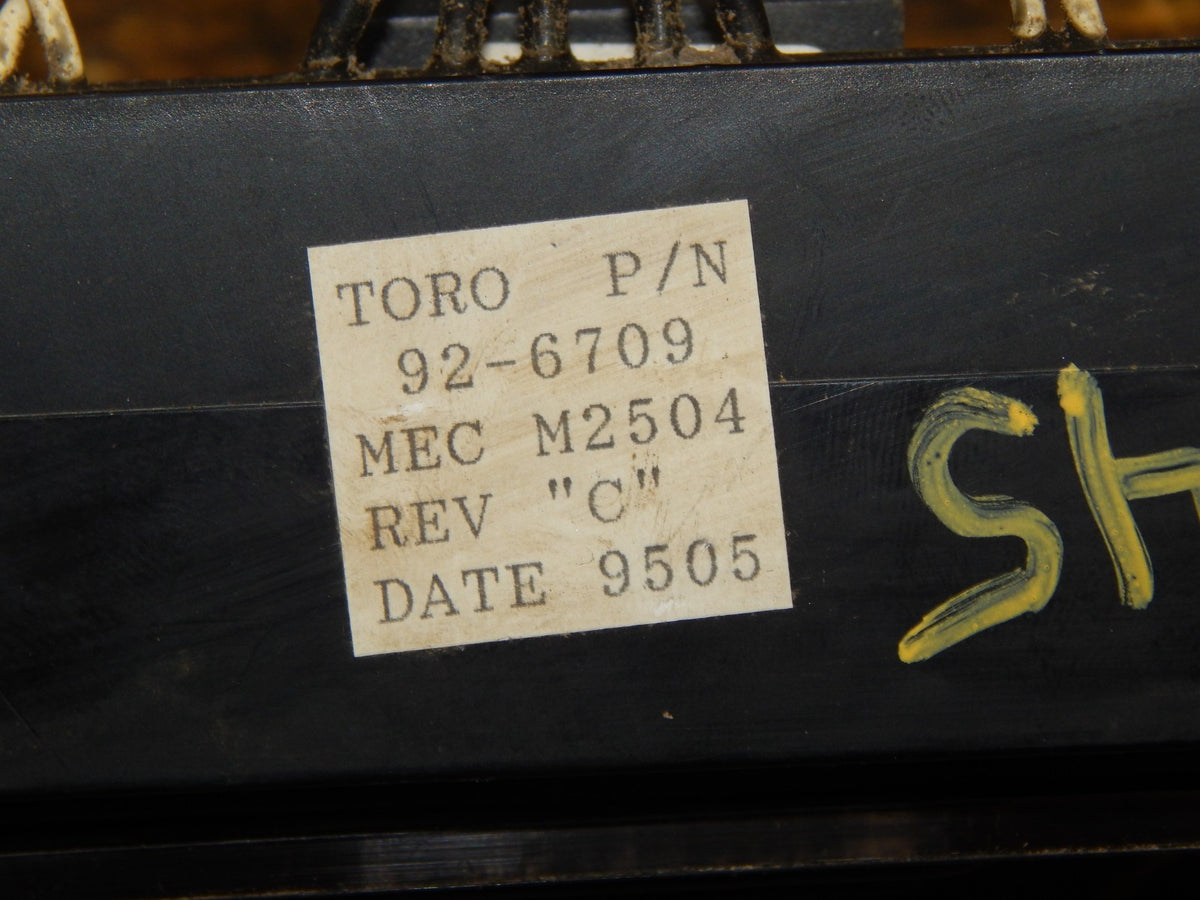 TORO P/N
92-6709
MEC M2504
REV "C"
DATE 9505
SH